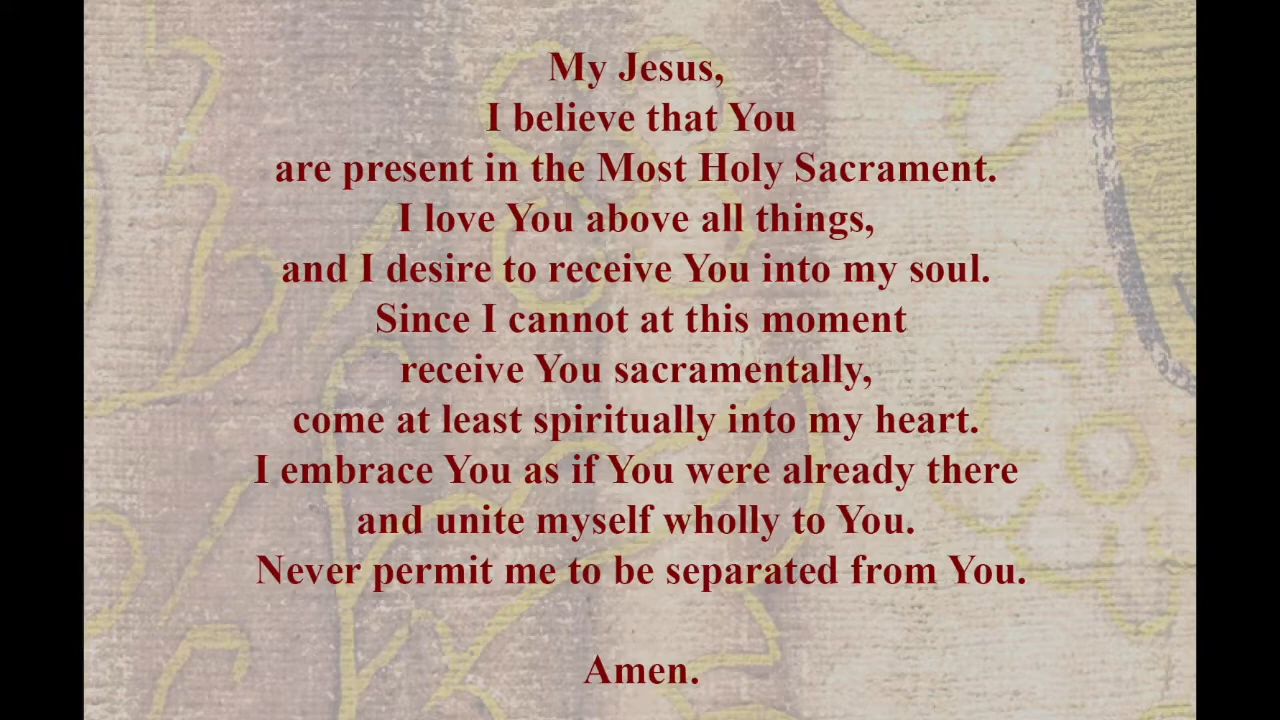 My Jesus,
I believe that You
are present in the Most Holy Sacrament.
I love You above all things,
and I desire to receive You into my soul.
Since I cannot at this moment
receive You sacramentally,
come at least spiritually into my heart.
I embrace You as if You were already there
and unite myself wholly to You.
Never permit me to be separated from You.
Amen.